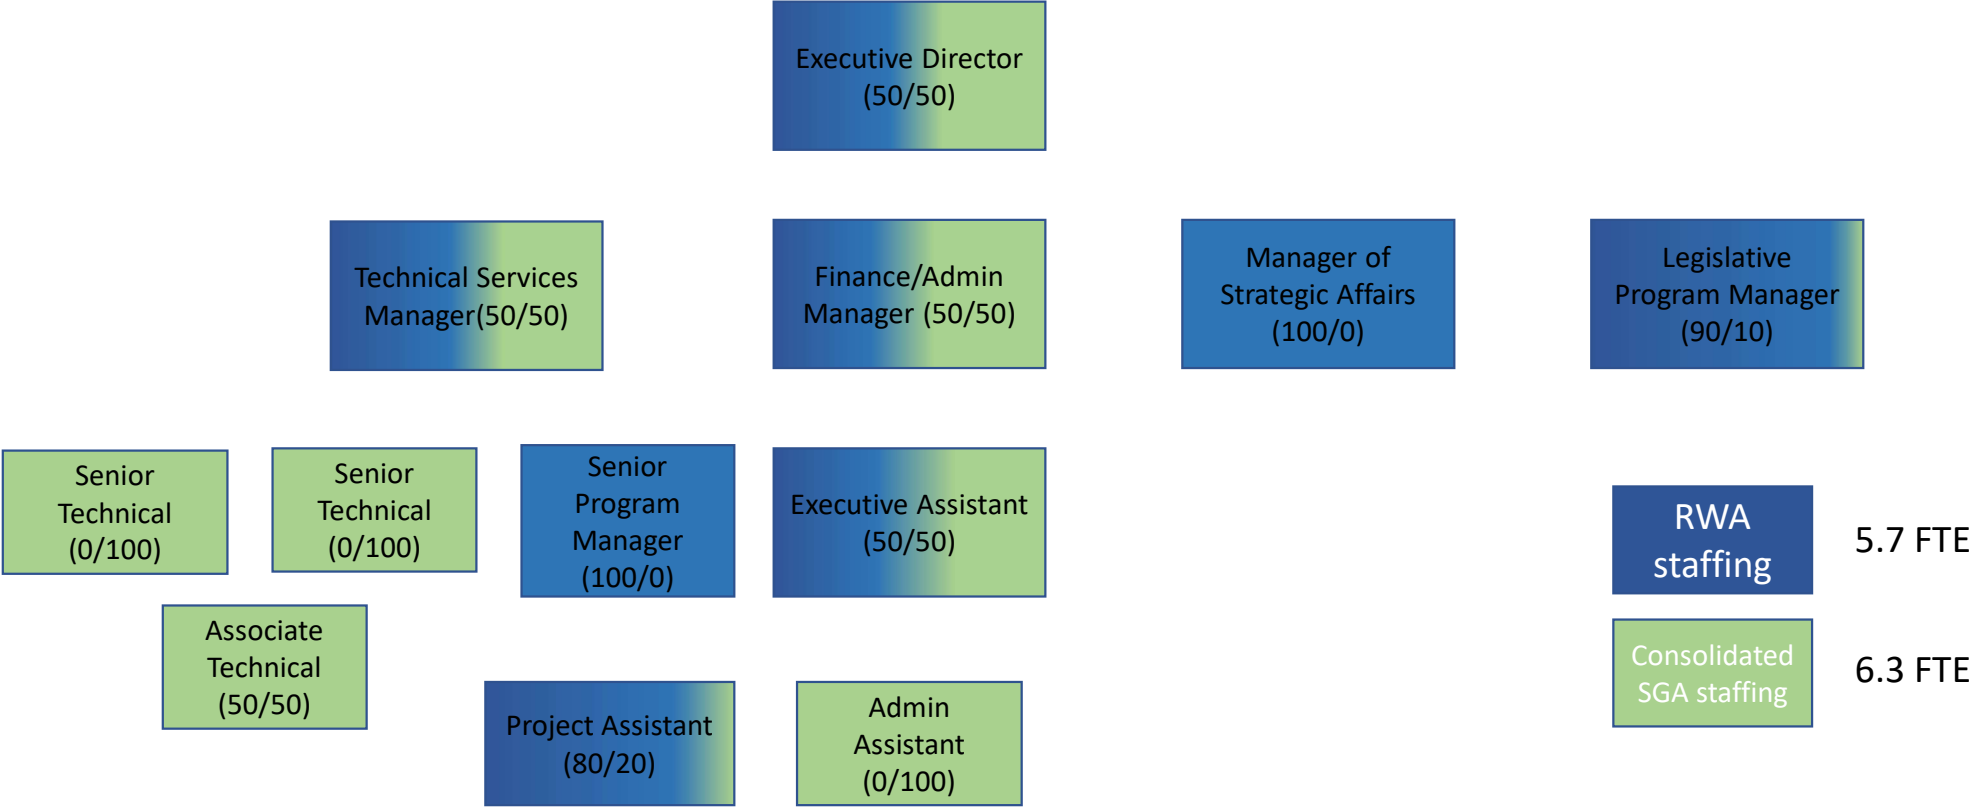 Executive Director
(50/50)
Technical Services
Manager(50/50)
Finance/Admin
Manager (50/50)
Manager of
Strategic Affairs
(100/0)
Legislative
Program Manager
(90/10)
Senior
Technical
(0/100)
Senior
Technical
(0/100)
Senior
Program
Manager
(100/0)
Executive Assistant
(50/50)
RWA
staffing
5.7 FTE
Associate
Technical
(50/50)
Consolidated
SGA staffing
6.3 FTE
Project Assistant
(80/20)
Admin
Assistant
(0/100)